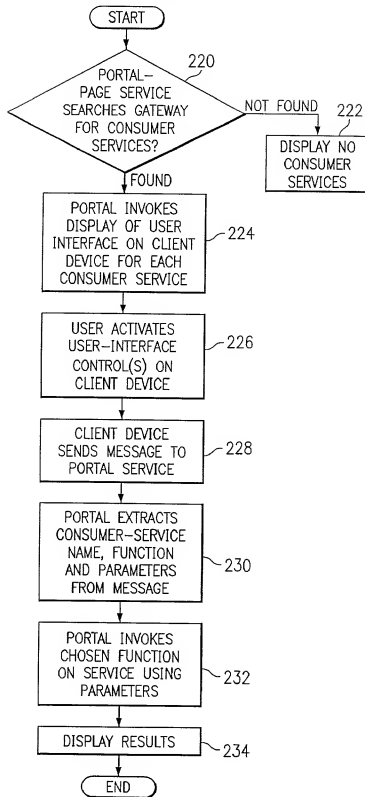 START
220
PORTAL-
PAGE SERVICE
SEARCHES GATEWAY
FOR CONSUMER
SERVICES?
NOT FOUND
222
DISPLAY NO
CONSUMER
SERVICES
FOUND
PORTAL INVOKES
DISPLAY OF USER
INTERFACE ON CLIENT
DEVICE FOR EACH
CONSUMER SERVICE
224
USER ACTIVATES
USER-INTERFACE
CONTROL(S) ON
CLIENT DEVICE
226
CLIENT DEVICE
SENDS MESSAGE TO
PORTAL SERVICE
228
PORTAL EXTRACTS
CONSUMER-SERVICE
NAME, FUNCTION
AND PARAMETERS
FROM MESSAGE
230
PORTAL INVOKES
CHOSEN FUNCTION
ON SERVICE USING
PARAMETERS
232
DISPLAY RESULTS
234
END